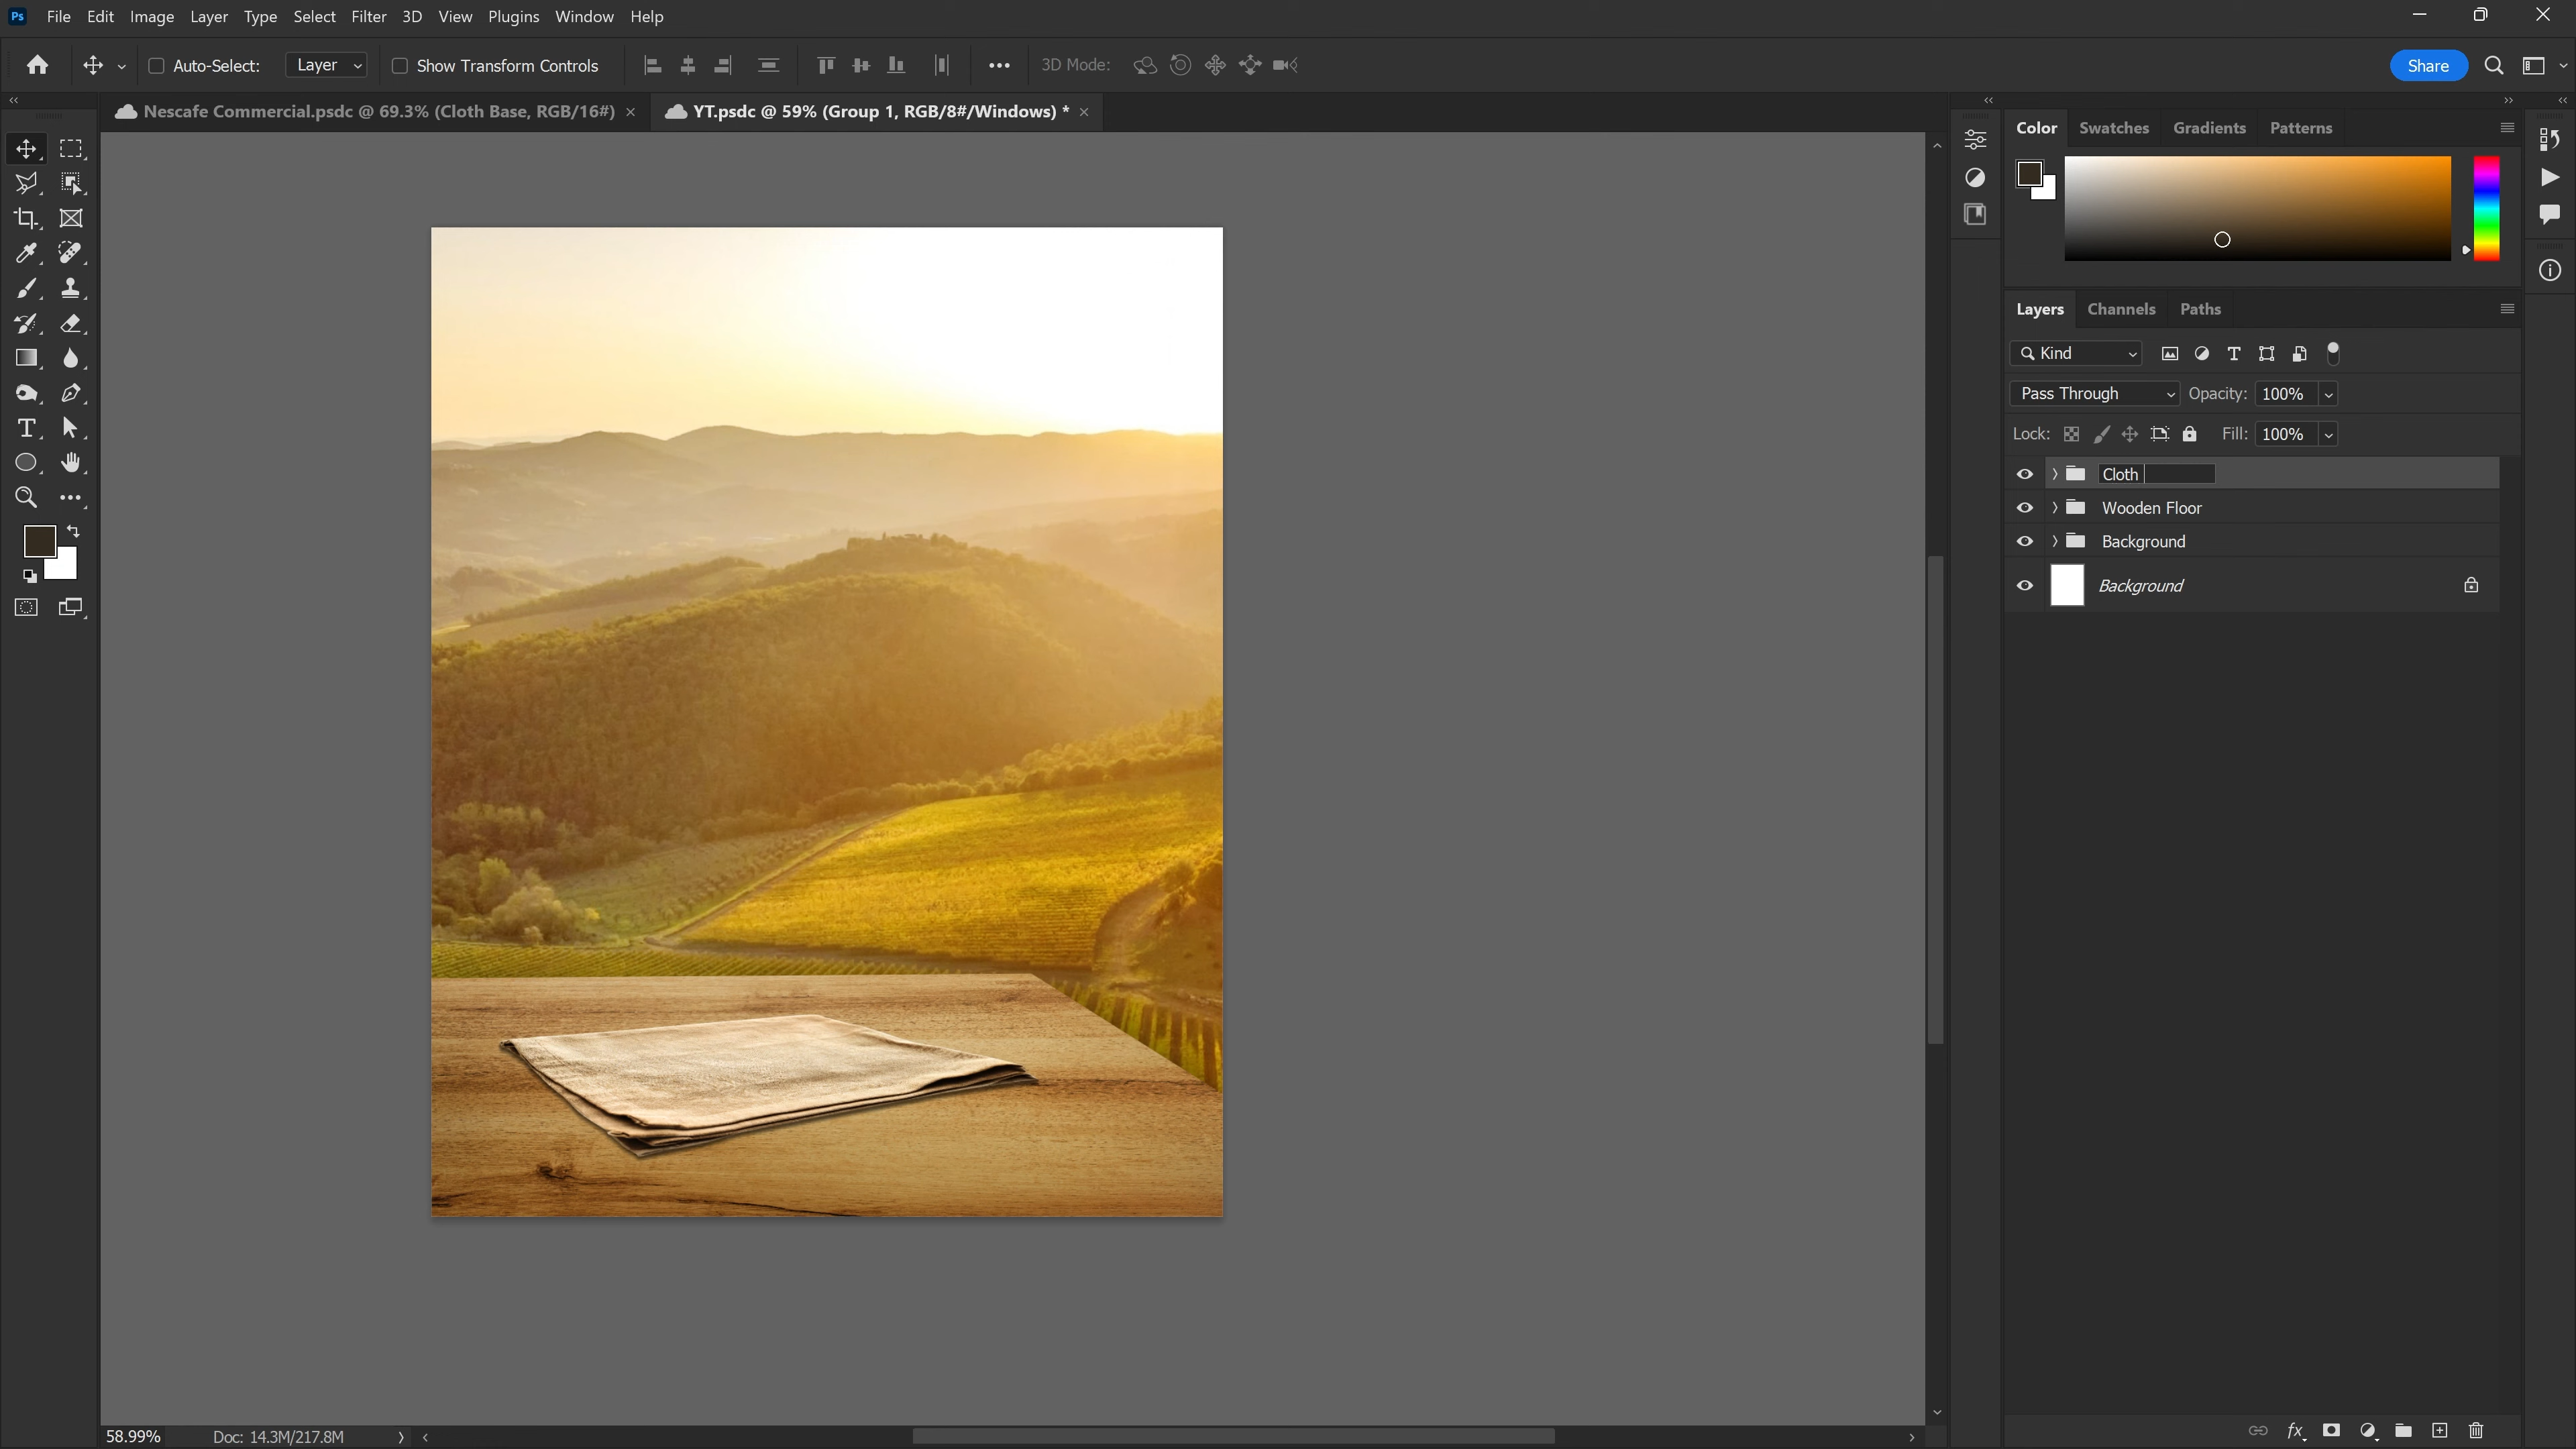 Ps File Edit Image Layer Type Select Filter 3D View Plugins Window Help
Auto-Select: Layer Show Transform Controls 3D Mode: Share
Nescafe Commercial.psdc @ 69.3% (Cloth Base, RGB/16#) × YT.psdc @ 59% (Group 1, RGB/8#/Windows) * ×
Color Swatches Gradients Patterns
Layers Channels Paths
Kind
Pass Through Opacity: 100%
Lock: Fill: 100%
Cloth
Wooden Floor
Background
Background
58.99% Doc: 14.3M/217.8M
fx